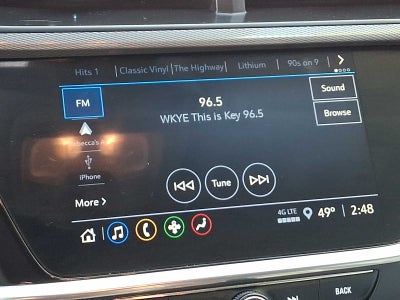 Hits 1 Classic Vinyl The Highway Lithium 90s on 9
FM
96.5
WKYE This is Key 96.5
Sound
Browse
iPhone
Tune
More
4G LTE 49° 2:48
BACK